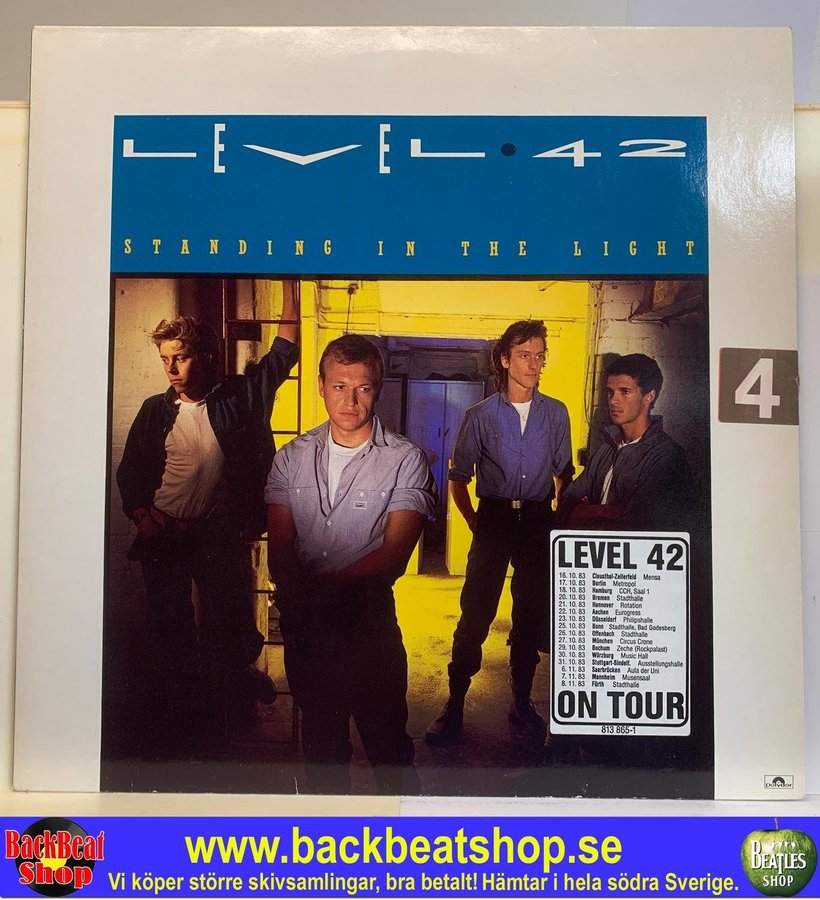 LEVEL·42
STANDING IN THE LIGHT
4
LEVEL 42
16. 10. 83 Clausthal-Zellerfeld Mensa
17. 10. 83 Berlin Metropol
18. 10. 83 Hamburg CCH, Saal 1
20. 10. 83 Bremen Stadthalle
21. 10. 83 Hannover Rotation
22. 10. 83 Aachen Eurogress
23. 10. 83 Düsseldorf Philipshalle
25. 10. 83 Bonn Stadthalle, Bad Godesberg
26. 10. 83 Offenbach Stadthalle
27. 10. 83 München Circus Crone
29. 10. 83 Bochum Zeche (Rockpalast)
30. 10. 83 Würzburg Music Hall
31. 10. 83 Stuttgart-Sindelf. Ausstellungshalle
6. 11. 83 Saarbrücken Aula der Uni
7. 11. 83 Mannheim Musensaal
8. 11. 83 Fürth Stadthalle
ON TOUR
813 865-1
polydor
BackBeat
Shop
www.backbeatshop.se
Vi köper större skivsamlingar, bra betalt! Hämtar i hela södra Sverige.
BEATLES
SHOP